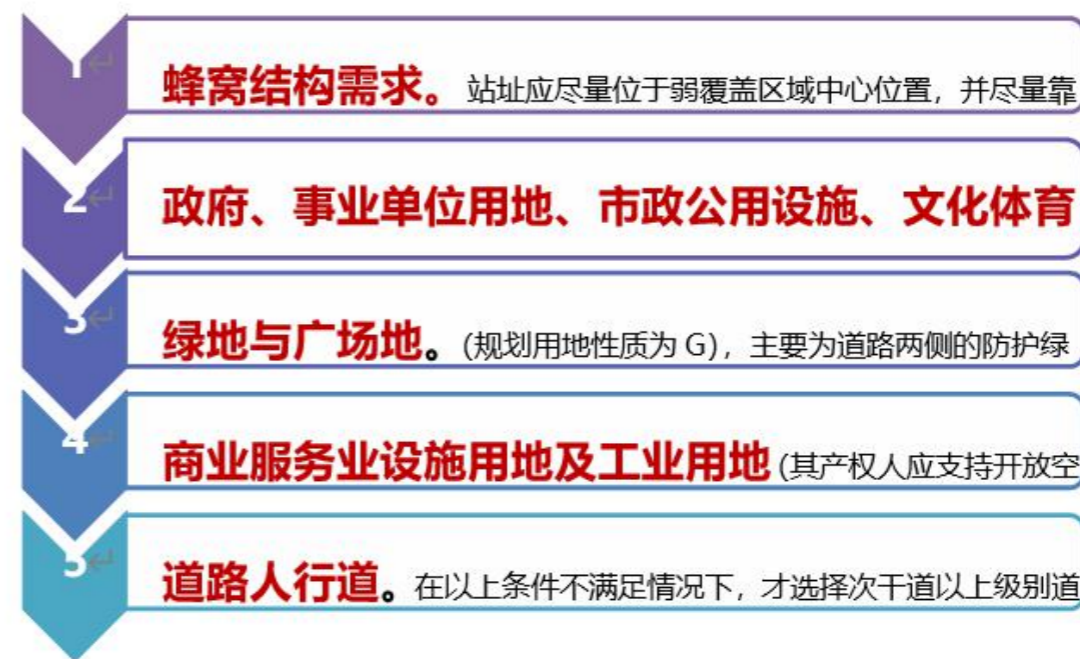 1
蜂窝结构需求。站址应尽量位于弱覆盖区域中心位置，并尽量靠
2
政府、事业单位用地、市政公用设施、文化体育
3
绿地与广场地。(规划用地性质为 G)，主要为道路两侧的防护绿
4
商业服务业设施用地及工业用地(其产权人应支持开放空
5
道路人行道。在以上条件不满足情况下，才选择次干道以上级别道